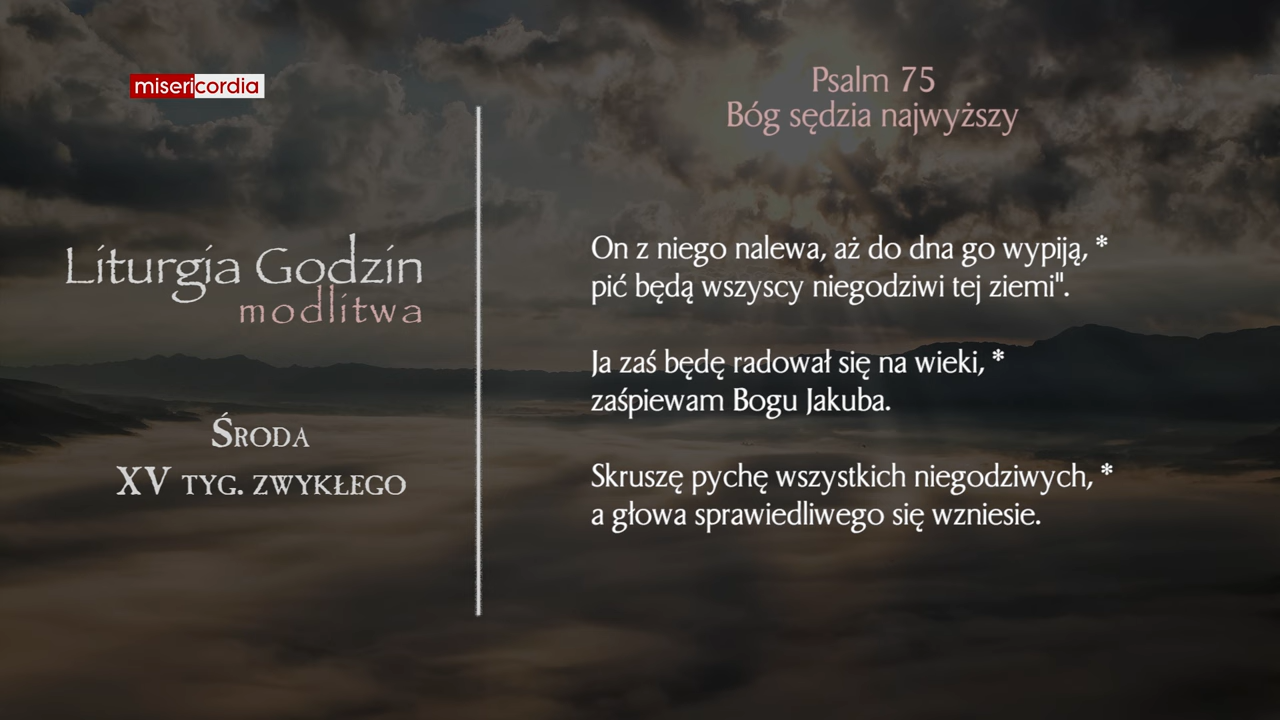 misericordia
Liturgia Godzin
modlitwa
Środa
XV tyg. zwykłego
Psalm 75
Bóg sędzia najwyższy
On z niego nalewa, aż do dna go wypiją, *
pić będą wszyscy niegodziwi tej ziemi".
Ja zaś będę radował się na wieki, *
zaśpiewam Bogu Jakuba.
Skruszę pychę wszystkich niegodziwych, *
a głowa sprawiedliwego się wzniesie.